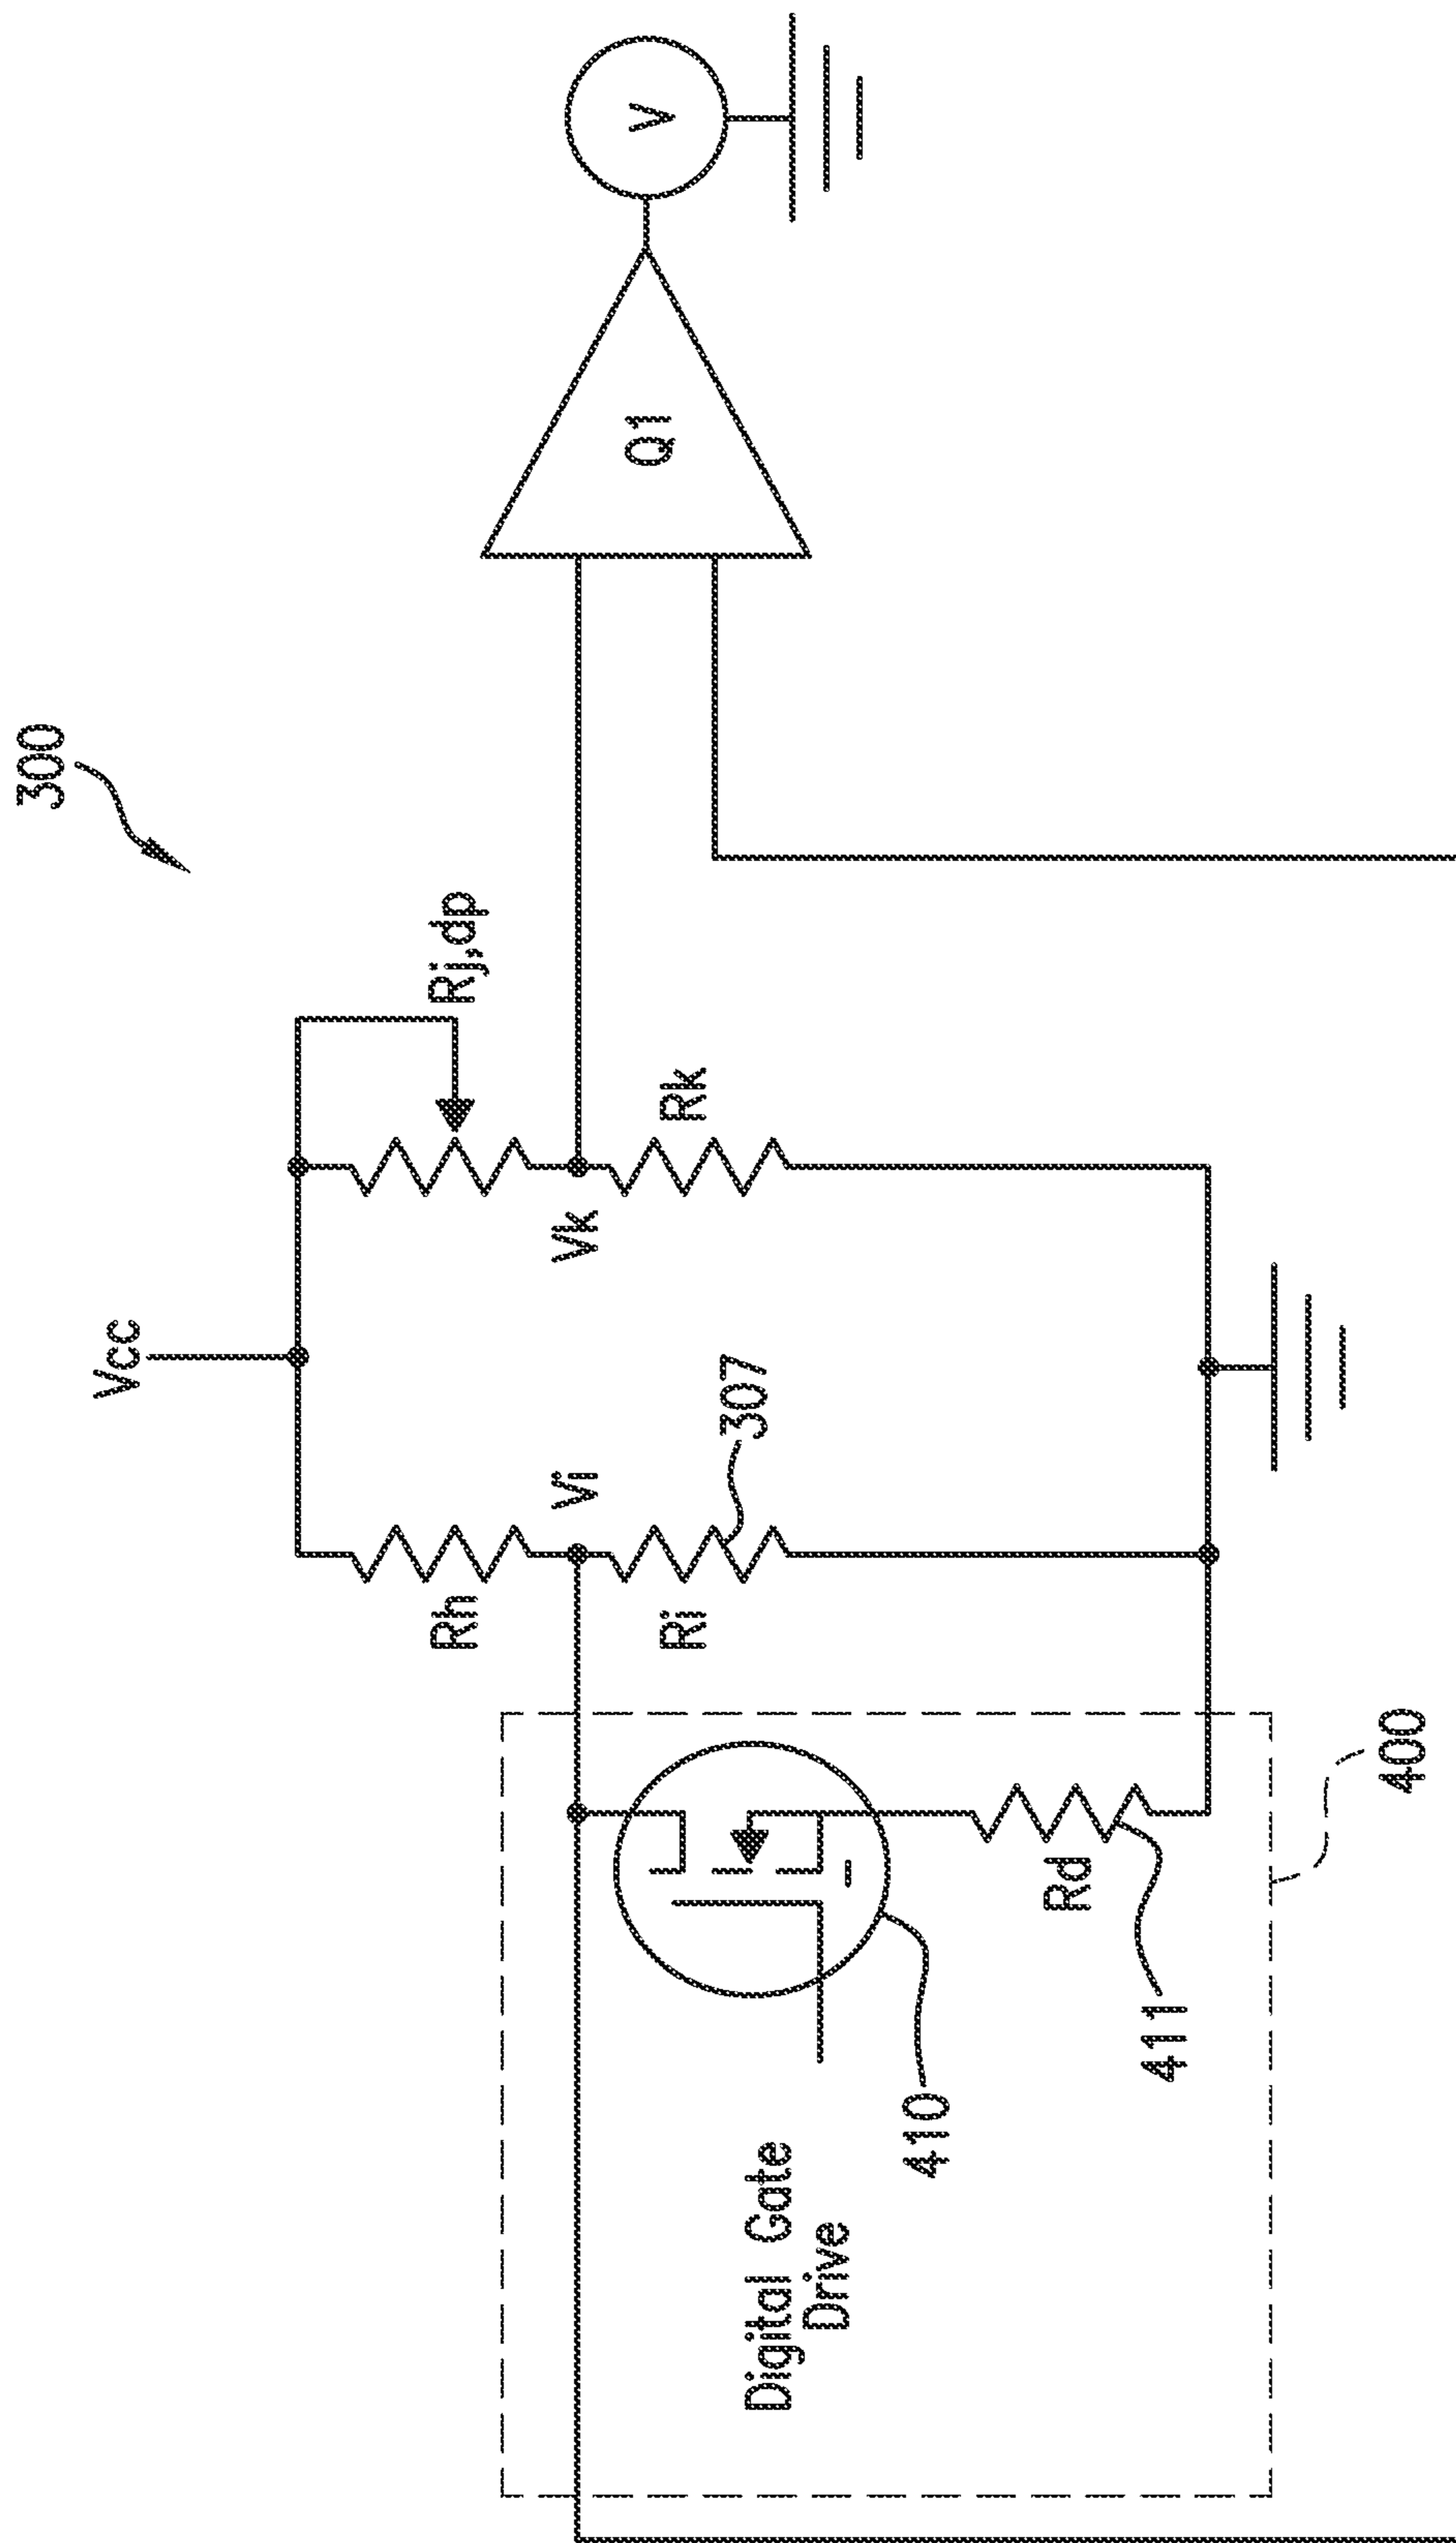 300
Vcc
Rj,dp
Rh
Vi
Vk
Q1
V
Ri
307
Rk
Digital Gate
Drive
410
Rd
411
400